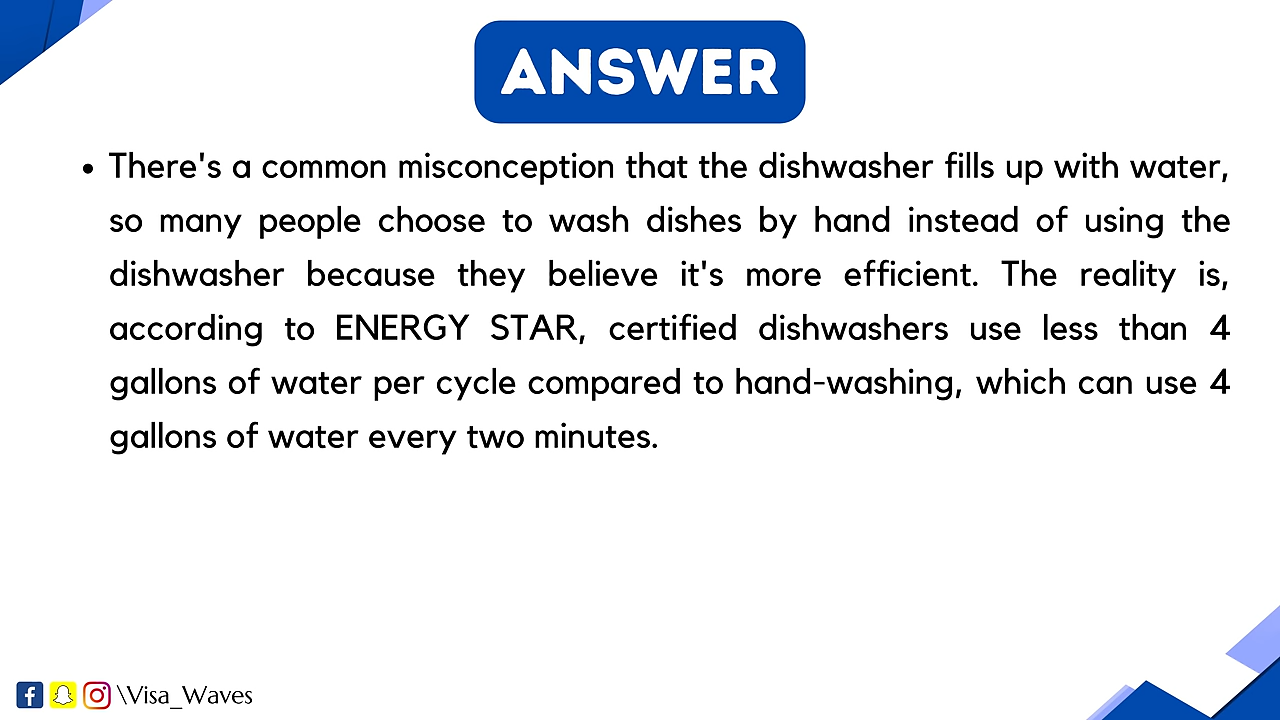 ANSWER
• There's a common misconception that the dishwasher fills up with water,
so many people choose to wash dishes by hand instead of using the
dishwasher because they believe it's more efficient. The reality is,
according to ENERGY STAR, certified dishwashers use less than 4
gallons of water per cycle compared to hand-washing, which can use 4
gallons of water every two minutes.
\Visa_Waves